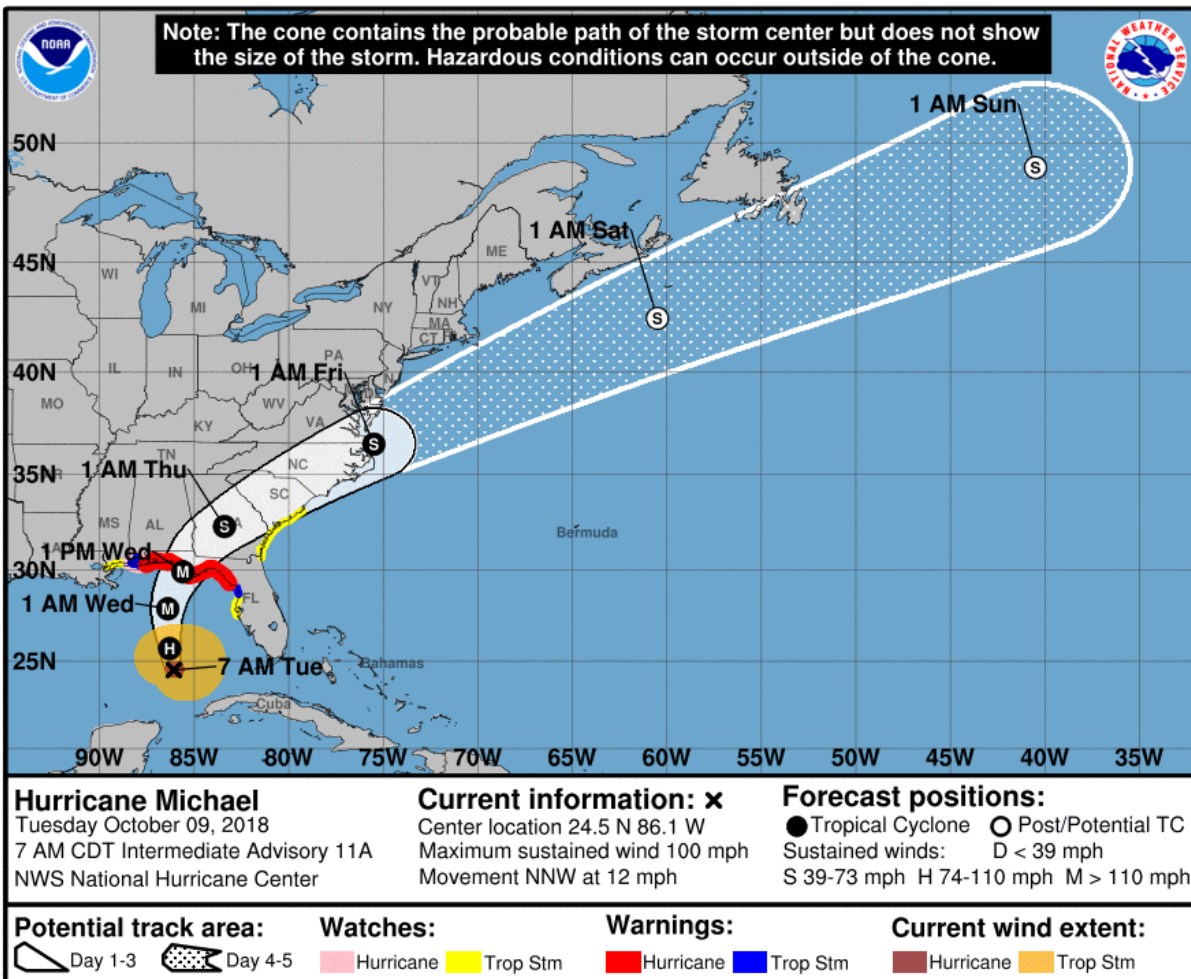 Note: The cone contains the probable path of the storm center but does not show
the size of the storm. Hazardous conditions can occur outside of the cone.
NOAA
NATIONAL WEATHER SERVICE
1 AM Sun
50N
1 AM Sat
ME
45N
WI
VT
MI
NY
NH
MA
CT
PA
40N
IL
IN
OH
1 AM Fri
NJ
DE
MO
WV
KY
VA
TN
35N
1 AM Thu
NC
SC
MS
AL
Bermuda
30N
1 PM Wed
FL
1 AM Wed
25N
7 AM Tue
Bahamas
Cuba
S
S
S
S
M
M
H
90W 85W 80W 75W 70W 65W 60W 55W 50W 45W 40W 35W
Hurricane Michael
Tuesday October 09, 2018
7 AM CDT Intermediate Advisory 11A
NWS National Hurricane Center
Current information: ×
Center location 24.5 N 86.1 W
Maximum sustained wind 100 mph
Movement NNW at 12 mph
Forecast positions:
Tropical Cyclone Post/Potential TC
Sustained winds: D < 39 mph
S 39-73 mph H 74-110 mph M > 110 mph
Potential track area:
Day 1-3 Day 4-5
Watches:
Hurricane Trop Stm
Warnings:
Hurricane Trop Stm
Current wind extent:
Hurricane Trop Stm